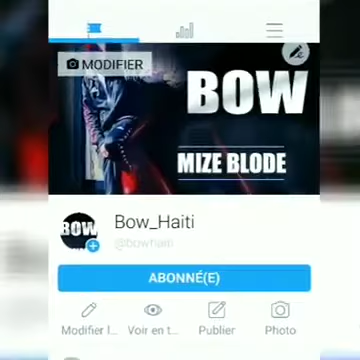 MODIFIER
BOW
MIZE BLODE
BOW
Bow_Haiti
@bowhaiti
ABONNÉ(E)
Modifier l... Voir en t... Publier Photo